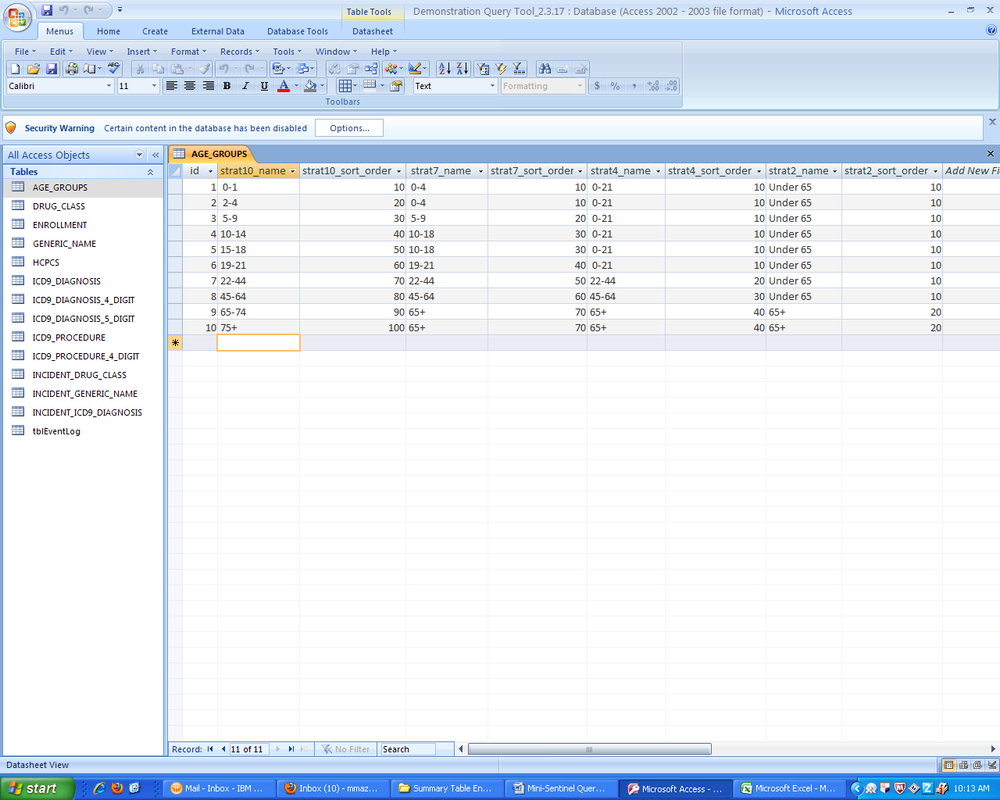 Table Tools
Demonstration Query Tool_2.3.17 : Database (Access 2002 - 2003 file format) - Microsoft Access
Menus Home Create External Data Database Tools Datasheet
File Edit View Insert Format Records Tools Window Help
Calibri 11 B I U A Text Formatting $ %
Toolbars
Security Warning Certain content in the database has been disabled Options...
All Access Objects
AGE_GROUPS
Tables
id strat10_name strat10_sort_order strat7_name strat7_sort_order strat4_name strat4_sort_order strat2_name strat2_sort_order Add New Fi
AGE_GROUPS
DRUG_CLASS
ENROLLMENT
GENERIC_NAME
HCPCS
ICD9_DIAGNOSIS
ICD9_DIAGNOSIS_4_DIGIT
ICD9_DIAGNOSIS_5_DIGIT
ICD9_PROCEDURE
ICD9_PROCEDURE_4_DIGIT
INCIDENT_DRUG_CLASS
INCIDENT_GENERIC_NAME
INCIDENT_ICD9_DIAGNOSIS
tblEventLog
1 0-1 10 0-4 10 0-21 10 Under 65 10
2 2-4 20 0-4 10 0-21 10 Under 65 10
3 5-9 30 5-9 20 0-21 10 Under 65 10
4 10-14 40 10-18 30 0-21 10 Under 65 10
5 15-18 50 10-18 30 0-21 10 Under 65 10
6 19-21 60 19-21 40 0-21 10 Under 65 10
7 22-44 70 22-44 50 22-44 20 Under 65 10
8 45-64 80 45-64 60 45-64 30 Under 65 10
9 65-74 90 65+ 70 65+ 40 65+ 20
10 75+ 100 65+ 70 65+ 40 65+ 20
Record: 11 of 11 No Filter Search
Datasheet View
start Mail - Inbox - IBM ... Inbox (10) - mmaz... Summary Table En... Mini-Sentinel Quer... Microsoft Access - ... Microsoft Excel - M... 10:13 AM